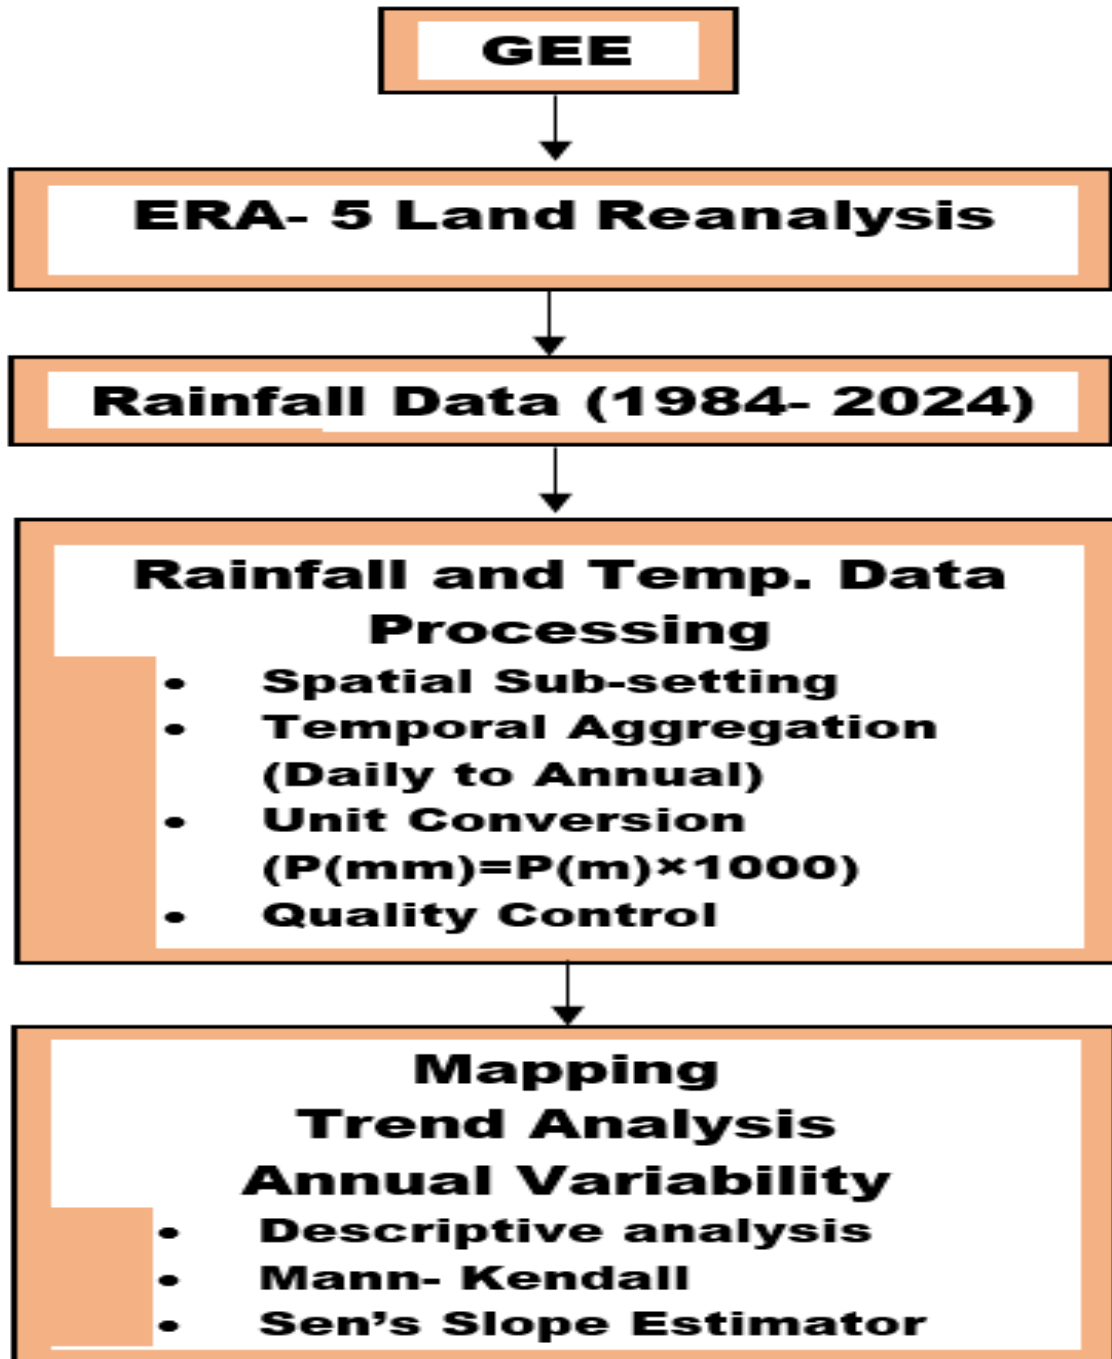 GEE
ERA- 5 Land Reanalysis
Rainfall Data (1984- 2024)
Rainfall and Temp. Data
Processing
• Spatial Sub-setting
• Temporal Aggregation
(Daily to Annual)
• Unit Conversion
(P(mm)=P(m)×1000)
• Quality Control
Mapping
Trend Analysis
Annual Variability
• Descriptive analysis
• Mann- Kendall
• Sen’s Slope Estimator